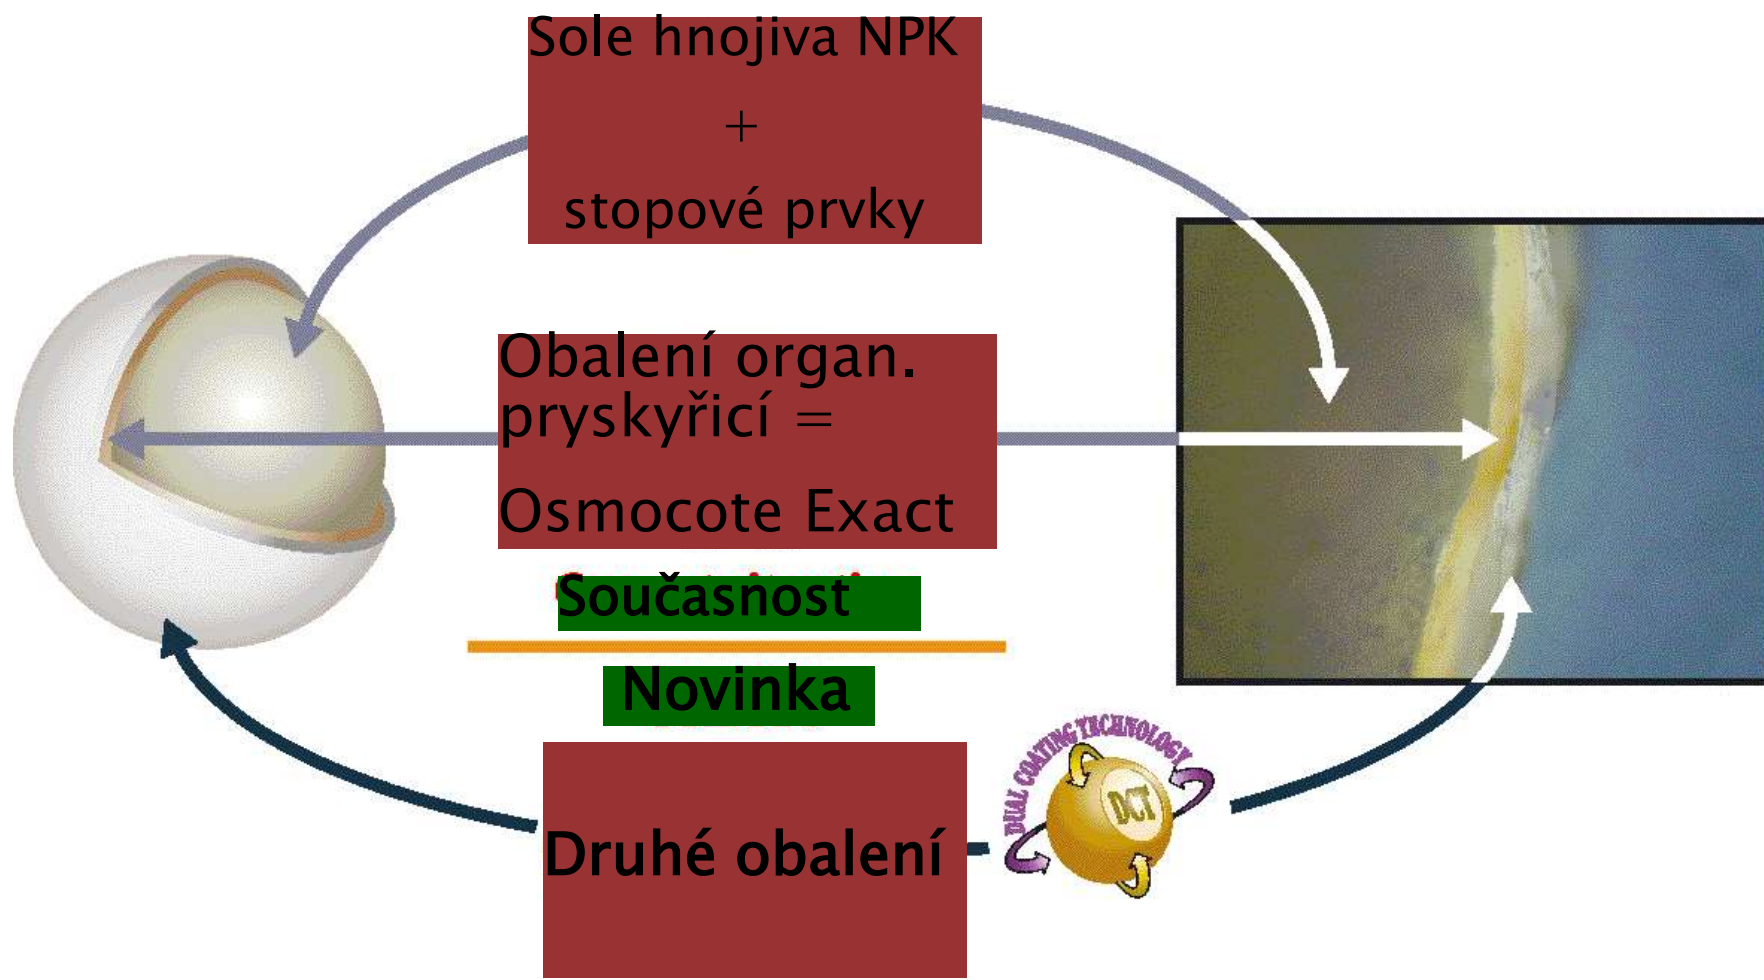 Sole hnojiva NPK
+
stopové prvky
Obalení organ.
pryskyřicí =
Osmocote Exact
Současnost
Novinka
DUAL COATING TECHNOLOGY
DCT
Druhé obalení